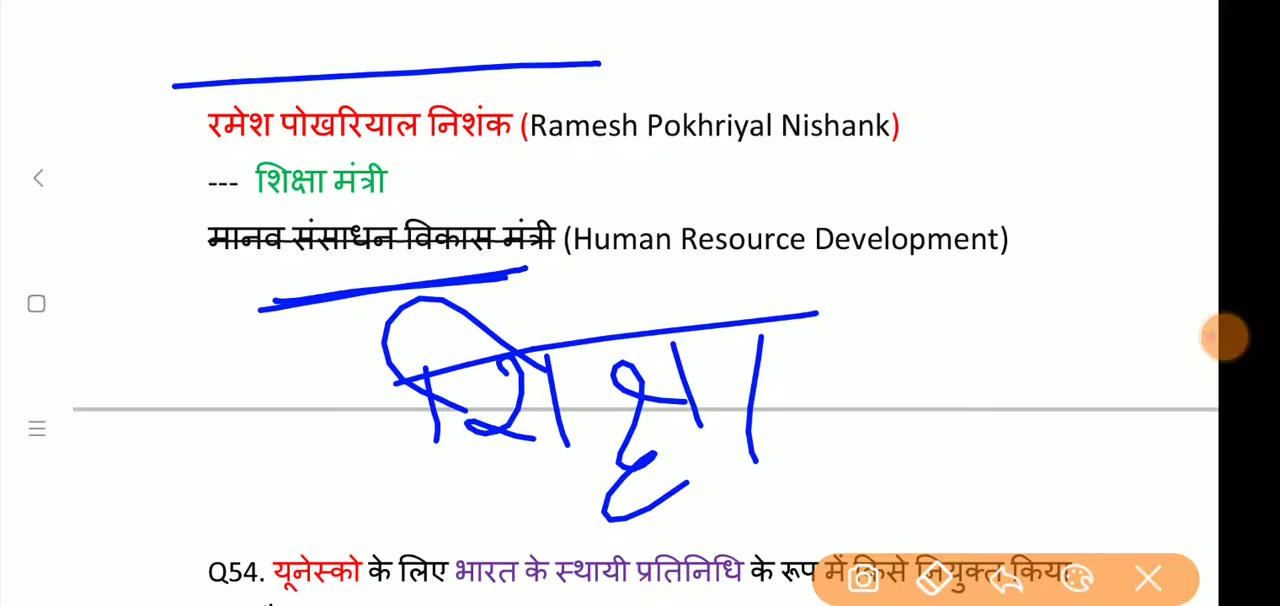 रमेश पोखरियाल निशंक (Ramesh Pokhriyal Nishank)
--- शिक्षा मंत्री
मानव संसाधन विकास मंत्री (Human Resource Development)
शिक्षा
Q54. यूनेस्को के लिए भारत के स्थायी प्रतिनिधि के रूप में किसे नियुक्त किया